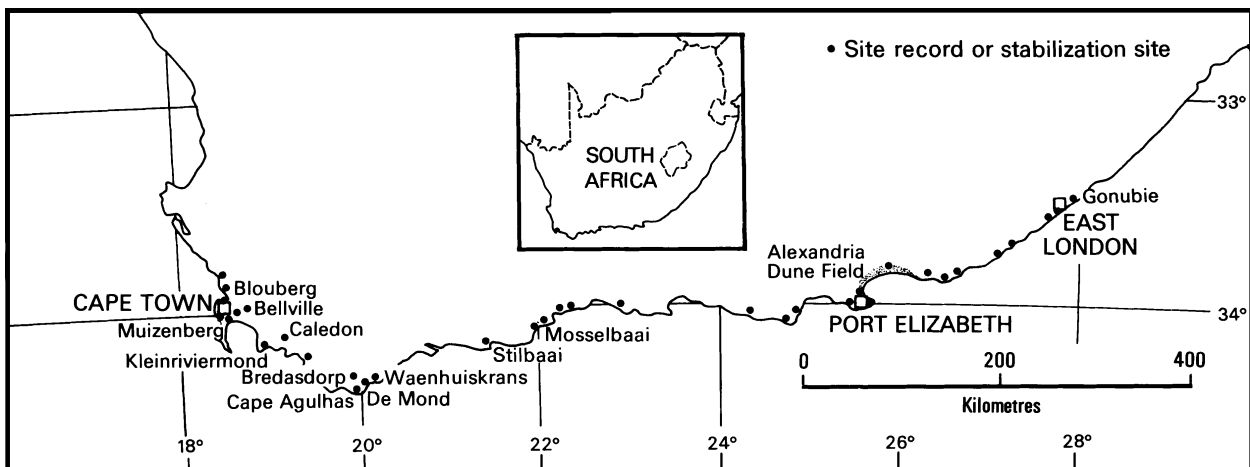 • Site record or stabilization site
33°
SOUTH
AFRICA
Gonubie
EAST
LONDON
Alexandria
Dune Field
Blouberg
CAPE TOWN
Bellville
Muizenberg
Caledon
34°
PORT ELIZABETH
Mosselbaai
Kleinriviermond
Stilbaai
Bredasdorp
Waenhuiskrans
Cape Agulhas
De Mond
0 200 400
Kilometres
18° 20° 22° 24° 26° 28°